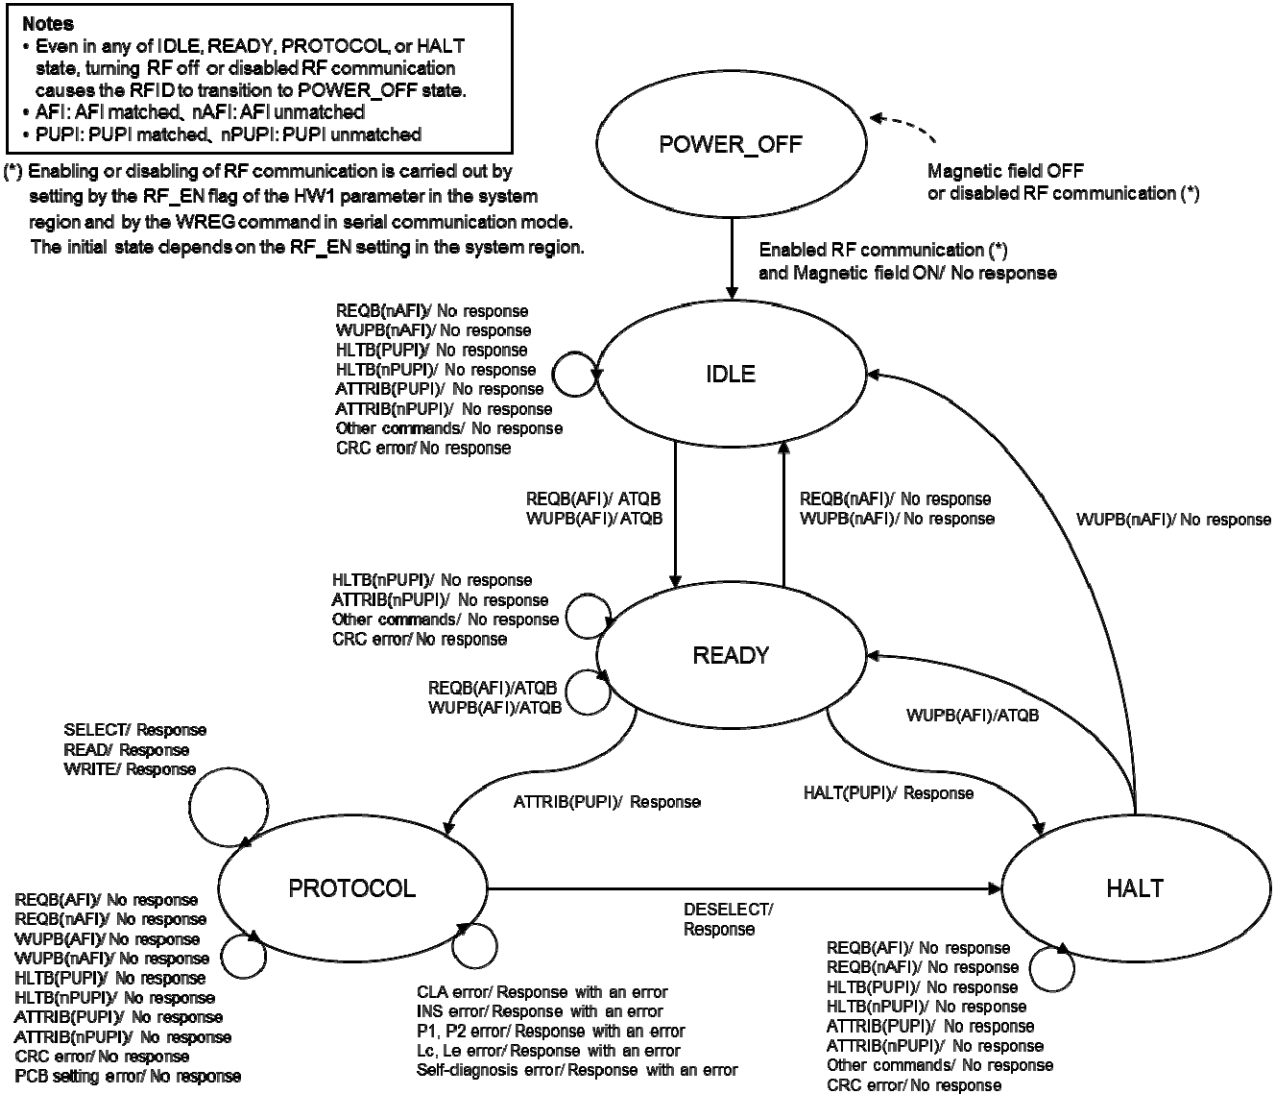 Notes
• Even in any of IDLE, READY, PROTOCOL, or HALT
state, turning RF off or disabled RF communication
causes the RFID to transition to POWER_OFF state.
• AFI: AFI matched、nAFI: AFI unmatched
• PUPI: PUPI matched、nPUPI: PUPI unmatched
(*) Enabling or disabling of RF communication is carried out by
setting by the RF_EN flag of the HW1 parameter in the system
region and by the WREG command in serial communication mode.
The initial state depends on the RF_EN setting in the system region.
POWER_OFF
Magnetic field OFF
or disabled RF communication (*)
Enabled RF communication (*)
and Magnetic field ON/ No response
REQB(nAFI)/ No response
WUPB(nAFI)/ No response
HLTB(PUPI)/ No response
HLTB(nPUPI)/ No response
ATTRIB(PUPI)/ No response
ATTRIB(nPUPI)/ No response
Other commands/ No response
CRC error/ No response
IDLE
REQB(AFI)/ ATQB
WUPB(AFI)/ ATQB
REQB(nAFI)/ No response
WUPB(nAFI)/ No response
WUPB(nAFI)/ No response
HLTB(nPUPI)/ No response
ATTRIB(nPUPI)/ No response
Other commands/ No response
CRC error/ No response
READY
REQB(AFI)/ATQB
WUPB(AFI)/ATQB
WUPB(AFI)/ATQB
SELECT/ Response
READ/ Response
WRITE/ Response
ATTRIB(PUPI)/ Response
HALT(PUPI)/ Response
PROTOCOL
HALT
DESELECT/
Response
REQB(AFI)/ No response
REQB(nAFI)/ No response
WUPB(AFI)/ No response
WUPB(nAFI)/ No response
HLTB(PUPI)/ No response
HLTB(nPUPI)/ No response
ATTRIB(PUPI)/ No response
ATTRIB(nPUPI)/ No response
CRC error/ No response
PCB setting error/ No response
CLA error/ Response with an error
INS error/ Response with an error
P1, P2 error/ Response with an error
Lc, Le error/ Response with an error
Self-diagnosis error/ Response with an error
REQB(AFI)/ No response
REQB(nAFI)/ No response
HLTB(PUPI)/ No response
HLTB(nPUPI)/ No response
ATTRIB(PUPI)/ No response
ATTRIB(nPUPI)/ No response
Other commands/ No response
CRC error/ No response